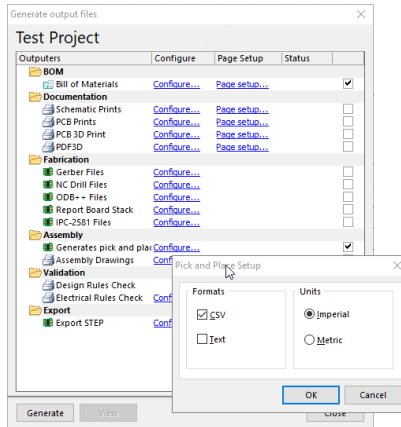 Generate output files
Test Project
Outputers Configure Page Setup Status
BOM
Bill of Materials Configure... Page setup...
Documentation
Schematic Prints Configure... Page setup...
PCB Prints Configure... Page setup...
PCB 3D Print Configure... Page setup...
PDF3D Configure... Page setup...
Fabrication
Gerber Files Configure...
NC Drill Files Configure...
ODB++ Files Configure...
Report Board Stack Configure...
IPC-2581 Files Configure...
Assembly
Generates pick and plac Configure...
Assembly Drawings
Validation
Design Rules Check
Electrical Rules Check
Export
Export STEP
Generate View Close
Pick and Place Setup
Formats Units
CSV Imperial
Text Metric
OK Cancel